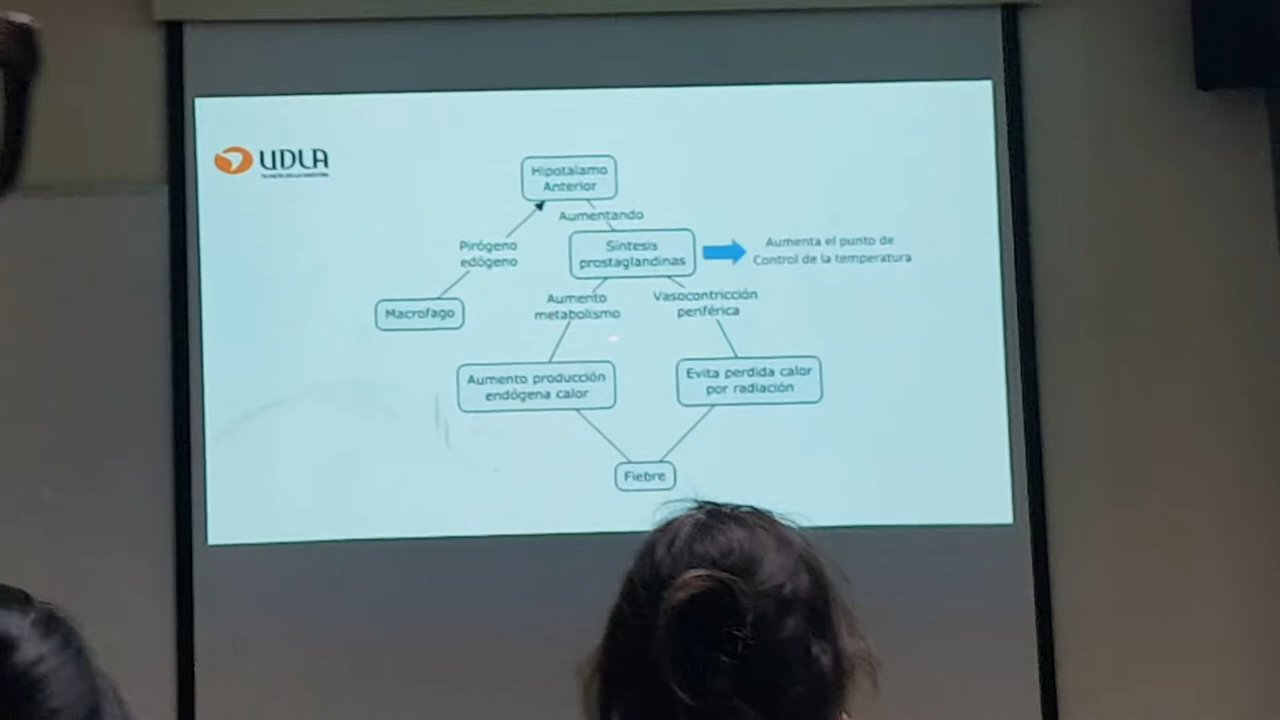 UDLA
Hipotalamo
Anterior
Aumentando
Pirógeno
edógeno
Síntesis
prostaglandinas
Aumenta el punto de
Control de la temperatura
Macrofago
Aumento
metabolismo
Vasocontricción
periférica
Aumento producción
endógena calor
Evita perdida calor
por radiación
Fiebre